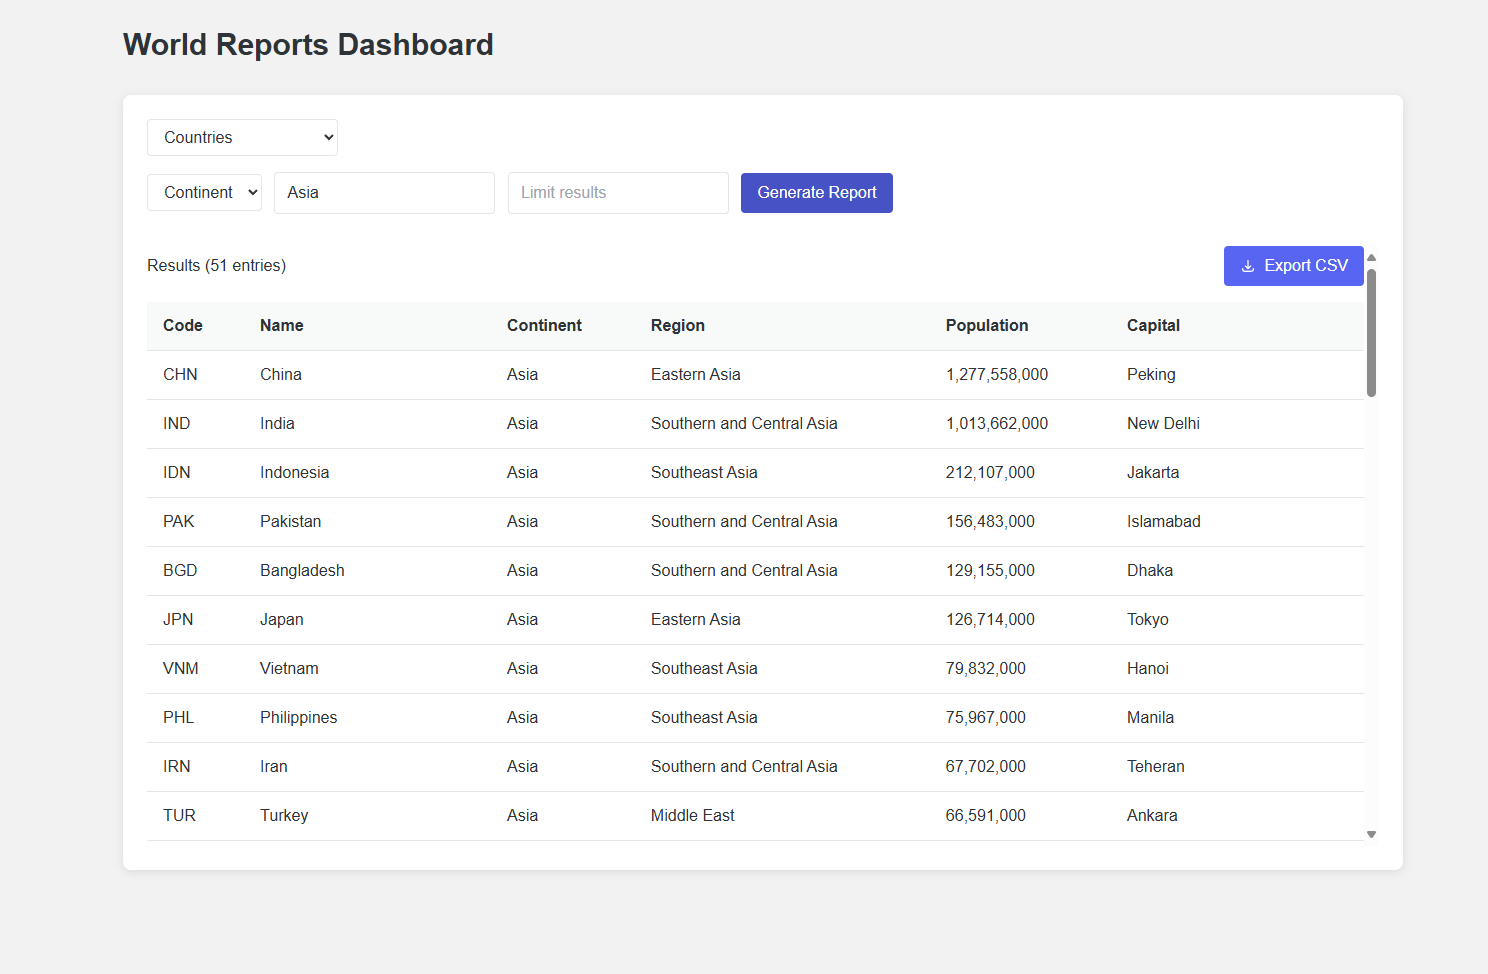 World Reports Dashboard
Countries
Continent Asia Limit results Generate Report
Results (51 entries) Export CSV
Code Name Continent Region Population Capital
CHN China Asia Eastern Asia 1,277,558,000 Peking
IND India Asia Southern and Central Asia 1,013,662,000 New Delhi
IDN Indonesia Asia Southeast Asia 212,107,000 Jakarta
PAK Pakistan Asia Southern and Central Asia 156,483,000 Islamabad
BGD Bangladesh Asia Southern and Central Asia 129,155,000 Dhaka
JPN Japan Asia Eastern Asia 126,714,000 Tokyo
VNM Vietnam Asia Southeast Asia 79,832,000 Hanoi
PHL Philippines Asia Southeast Asia 75,967,000 Manila
IRN Iran Asia Southern and Central Asia 67,702,000 Teheran
TUR Turkey Asia Middle East 66,591,000 Ankara